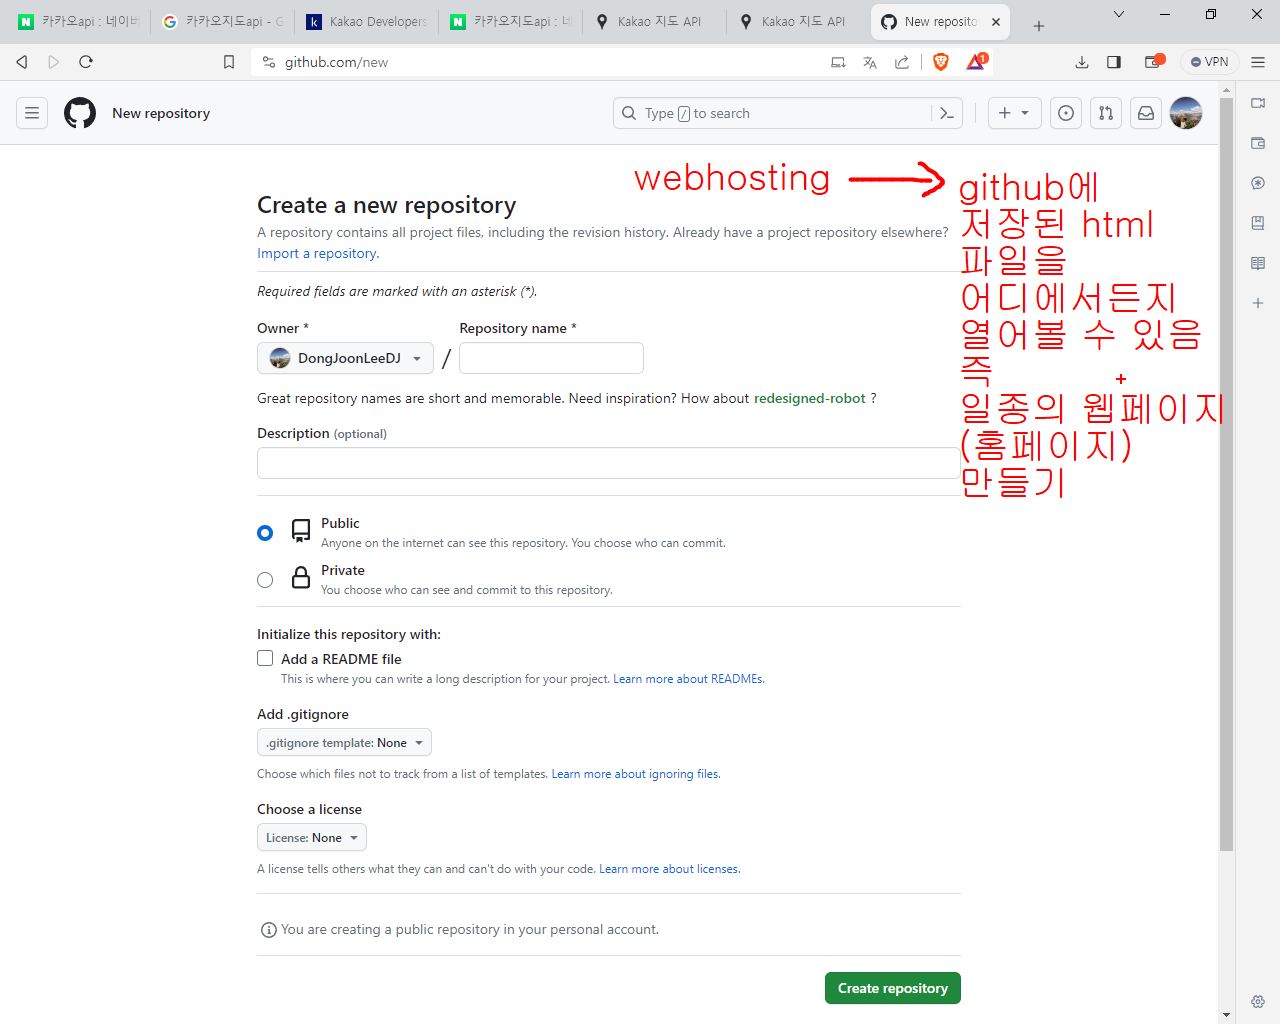 카카오api : 네이버
카카오지도api - G
Kakao Developers
카카오지도api : 네
Kakao 지도 API
Kakao 지도 API
New reposito
github.com/new
1
VPN
New repository
Type / to search
webhosting
github에
저장된 html
파일을
어디에서든지
열어볼 수 있음
즉
일종의 웹페이지
(홈페이지)
만들기
Create a new repository
A repository contains all project files, including the revision history. Already have a project repository elsewhere?
Import a repository.
Required fields are marked with an asterisk (*).
Owner * Repository name *
DongJoonLeeDJ /
Great repository names are short and memorable. Need inspiration? How about redesigned-robot ?
Description (optional)
Public
Anyone on the internet can see this repository. You choose who can commit.
Private
You choose who can see and commit to this repository.
Initialize this repository with:
Add a README file
This is where you can write a long description for your project. Learn more about READMEs.
Add .gitignore
.gitignore template: None
Choose which files not to track from a list of templates. Learn more about ignoring files.
Choose a license
License: None
A license tells others what they can and can't do with your code. Learn more about licenses.
You are creating a public repository in your personal account.
Create repository